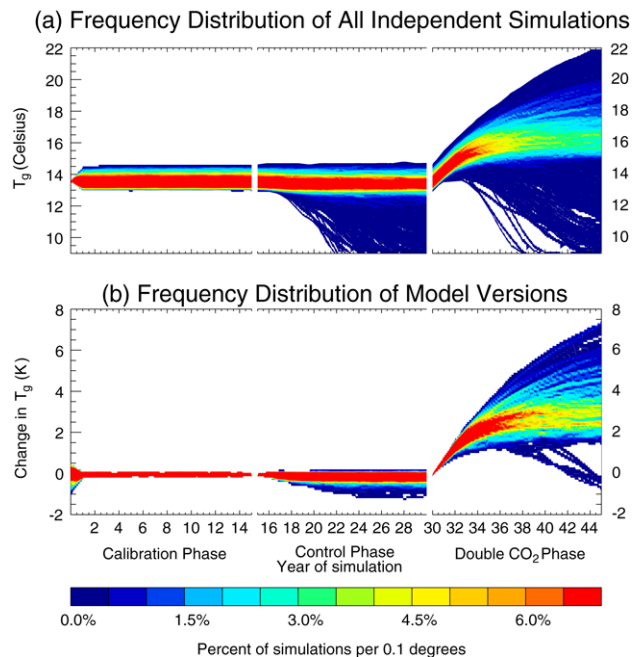 (a) Frequency Distribution of All Independent Simulations
22 22
20 20
18 18
16 16
14 14
12 12
10 10
Tg (Celsius)
(b) Frequency Distribution of Model Versions
8 8
6 6
4 4
2 2
0 0
-2 -2
Change in Tg (K)
2 4 6 8 10 12 14 16 18 20 22 24 26 28 30 32 34 36 38 40 42 44
Calibration Phase Control Phase Double CO2 Phase
Year of simulation
0.0% 1.5% 3.0% 4.5% 6.0%
Percent of simulations per 0.1 degrees